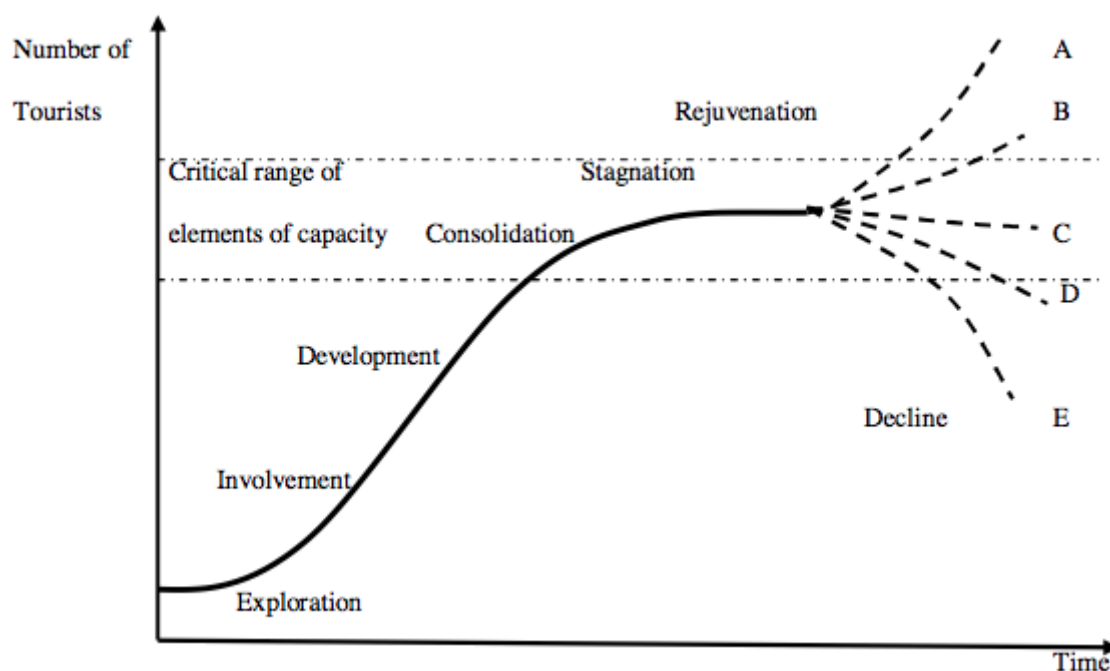 Number of
Tourists
A
Rejuvenation
B
Critical range of
Stagnation
elements of capacity
Consolidation
C
D
Development
Decline
E
Involvement
Exploration
Time